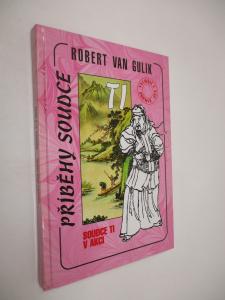 ROBERT VAN GULIK
PŘÍBĚHY SOUDCE
TI
SOUDCE TI
V AKCI